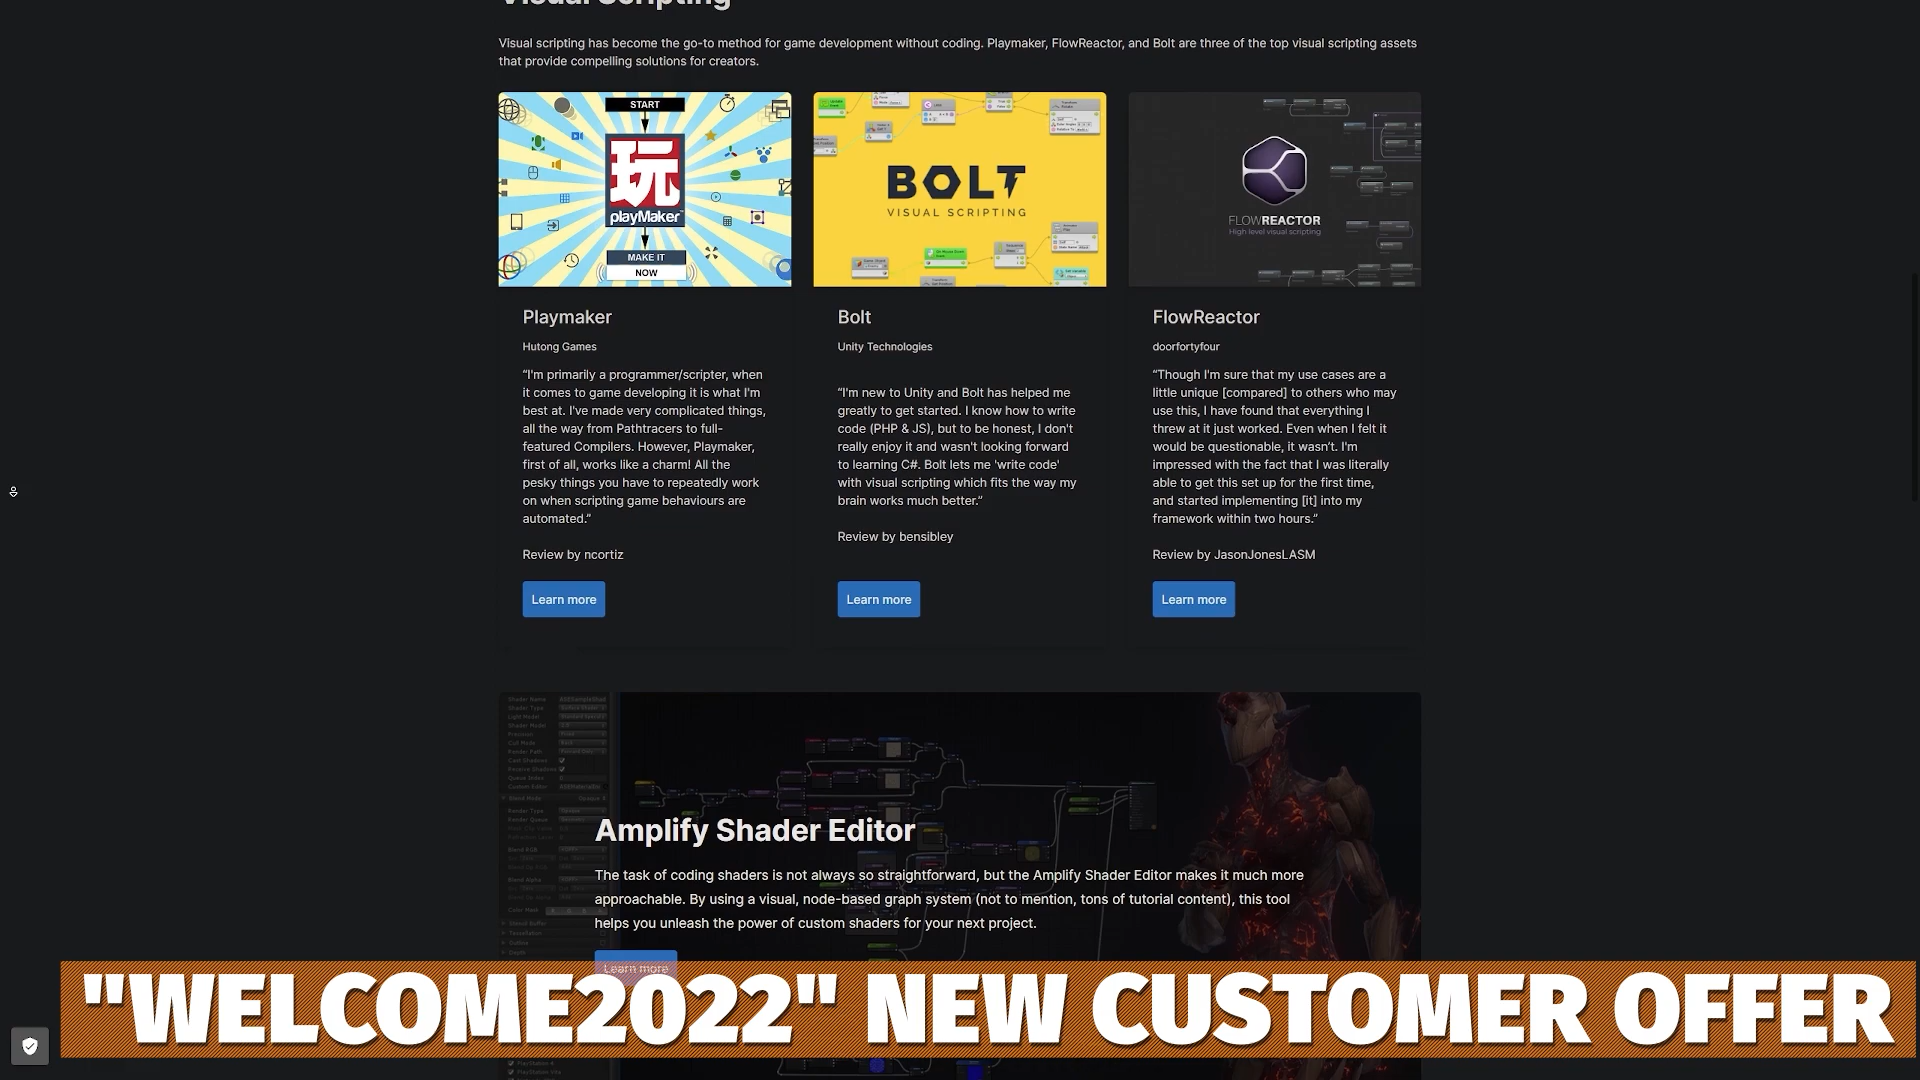 Visual Scripting
Visual scripting has become the go-to method for game development without coding. Playmaker, FlowReactor, and Bolt are three of the top visual scripting assets
that provide compelling solutions for creators.
START
玩
playMaker
MAKE IT
NOW
BOLT
VISUAL SCRIPTING
FLOWREACTOR
High level visual scripting
Playmaker
Hutong Games
“I'm primarily a programmer/scripter, when
it comes to game developing it is what I'm
best at. I've made very complicated things,
all the way from Pathtracers to full-
featured Compilers. However, Playmaker,
first of all, works like a charm! All the
pesky things you have to repeatedly work
on when scripting game behaviours are
automated.”
Review by ncortiz
Learn more
Bolt
Unity Technologies
“I'm new to Unity and Bolt has helped me
greatly to get started. I know how to write
code (PHP & JS), but to be honest, I don't
really enjoy it and wasn't looking forward
to learning C#. Bolt lets me 'write code'
with visual scripting which fits the way my
brain works much better.”
Review by bensibley
Learn more
FlowReactor
doorfortyfour
“Though I'm sure that my use cases are a
little unique [compared] to others who may
use this, I have found that everything I
threw at it just worked. Even when I felt it
would be questionable, it wasn’t. I'm
impressed with the fact that I was literally
able to get this set up for the first time,
and started implementing [it] into my
framework within two hours.”
Review by JasonJonesLASM
Learn more
Amplify Shader Editor
The task of coding shaders is not always so straightforward, but the Amplify Shader Editor makes it much more
approachable. By using a visual, node-based graph system (not to mention, tons of tutorial content), this tool
helps you unleash the power of custom shaders for your next project.
Learn more
"WELCOME2022" NEW CUSTOMER OFFER